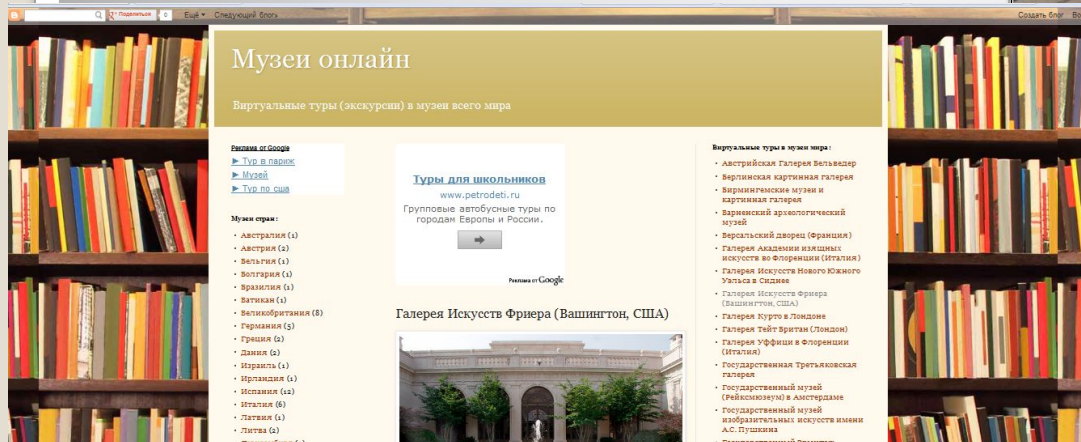 Поделиться 0 Ещё Следующий блог» Создать блог
Музеи онлайн
Виртуальные туры (экскурсии) в музеи всего мира
Реклама от Google
► Тур в париж
► Музей
► Тур по сша
Музеи стран:
• Австралия (1)
• Австрия (2)
• Бельгия (1)
• Болгария (1)
• Бразилия (1)
• Ватикан (1)
• Великобритания (8)
• Германия (5)
• Греция (2)
• Дания (2)
• Израиль (1)
• Ирландия (1)
• Испания (12)
• Италия (6)
• Латвия (1)
• Литва (2)
Туры для школьников
www.petrodeti.ru
Групповые автобусные туры по
городам Европы и России.
Реклама от Google
Галерея Искусств Фриера (Вашингтон, США)
Виртуальные туры в музеи мира:
• Австрийская Галерея Бельведер
• Берлинская картинная галерея
• Бирмингемские музеи и
картинная галерея
• Варненский археологический
музей
• Версальский дворец (Франция)
• Галерея Академии изящных
искусств во Флоренции (Италия)
• Галерея Искусств Нового Южного
Уэльса в Сиднее
• Галерея Искусств Фриера
(Вашингтон, США)
• Галерея Курто в Лондоне
• Галерея Тейт Британ (Лондон)
• Галерея Уффици в Флоренции
(Италия)
• Государственная Третьяковская
галерея
• Государственный музей
(Рейксмюзеум) в Амстердаме
• Государственный музей
изобразительных искусств имени
А.С. Пушкина